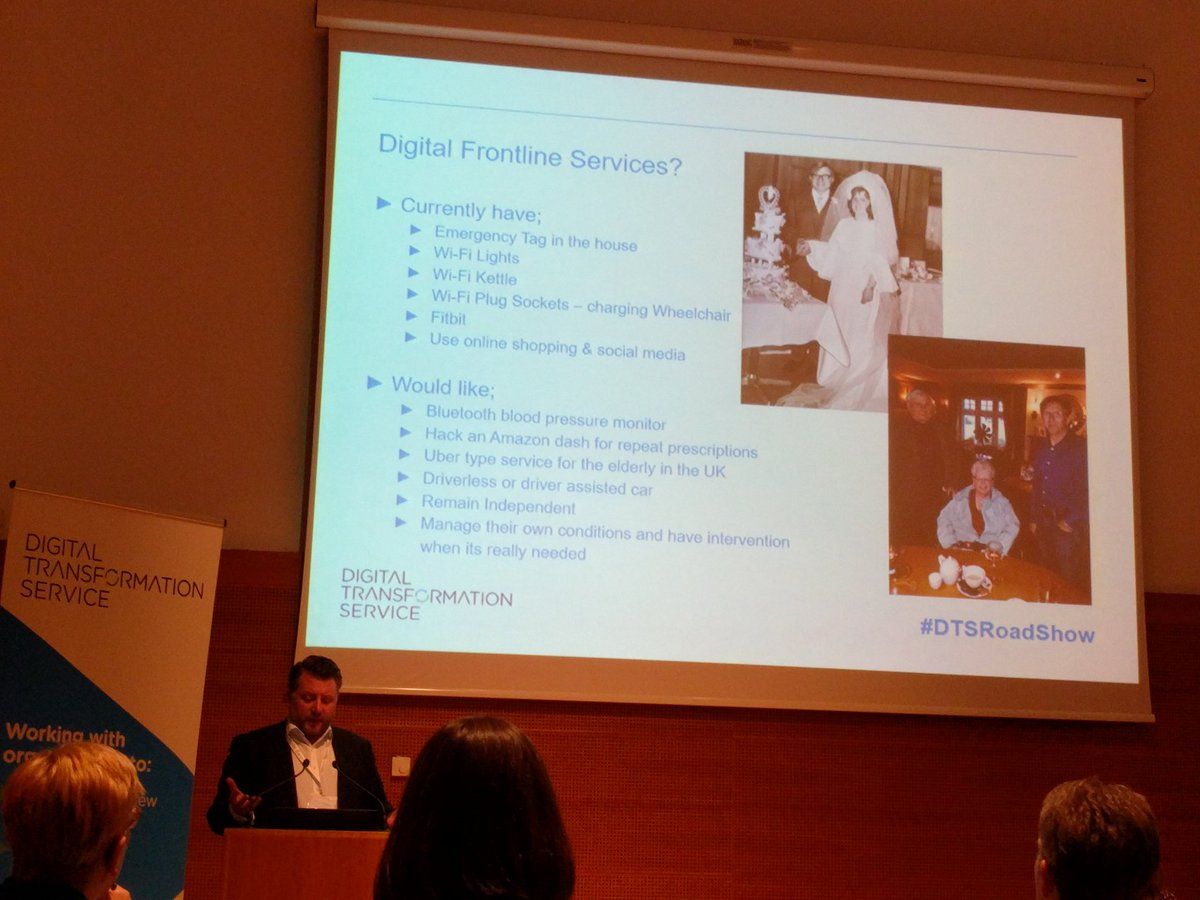 Digital Frontline Services?
Currently have;
Emergency Tag in the house
Wi-Fi Lights
Wi-Fi Kettle
Wi-Fi Plug Sockets – charging Wheelchair
Fitbit
Use online shopping & social media
Would like;
Bluetooth blood pressure monitor
Hack an Amazon dash for repeat prescriptions
Uber type service for the elderly in the UK
Driverless or driver assisted car
Remain Independent
Manage their own conditions and have intervention
when its really needed
DIGITAL
TRANSFORMATION
SERVICE
#DTSRoadShow
DIGITAL
TRANSFORMATION
SERVICE
Working with
to: